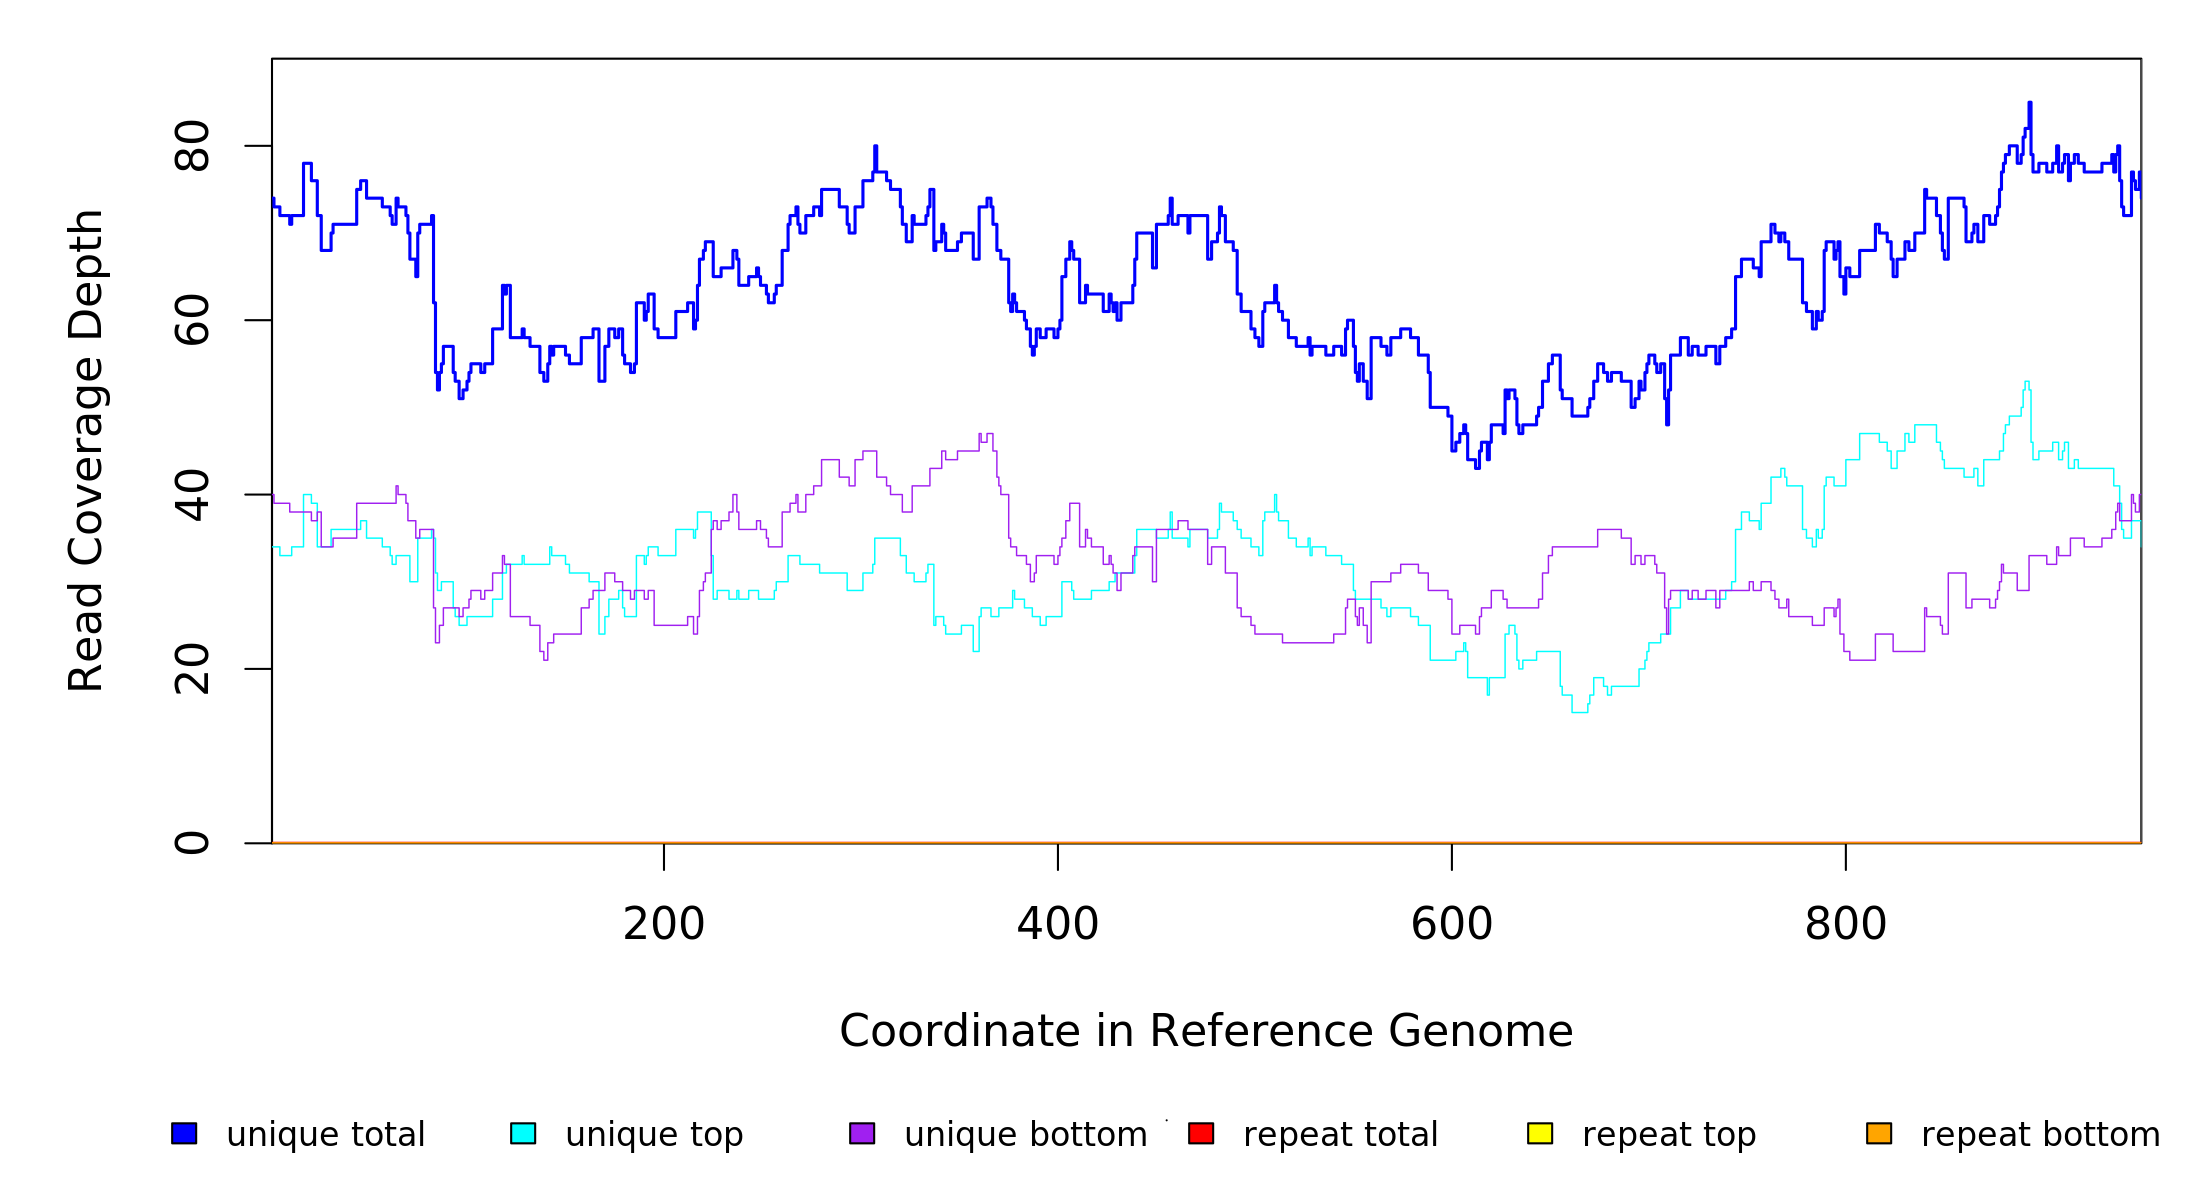 Read Coverage Depth
80
60
40
20
0
200 400 600 800
Coordinate in Reference Genome
unique total unique top unique bottom repeat total repeat top repeat bottom